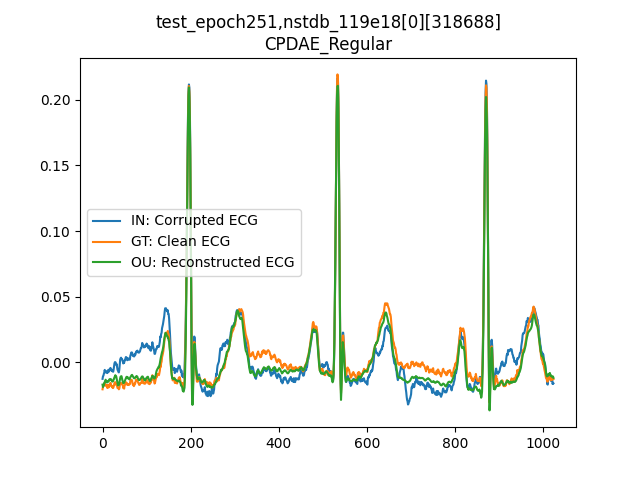 test_epoch251,nstdb_119e18[0][318688]
CPDAE_Regular
0.20
0.15
0.10
0.05
0.00
IN: Corrupted ECG
GT: Clean ECG
OU: Reconstructed ECG
0
200
400
600
800
1000